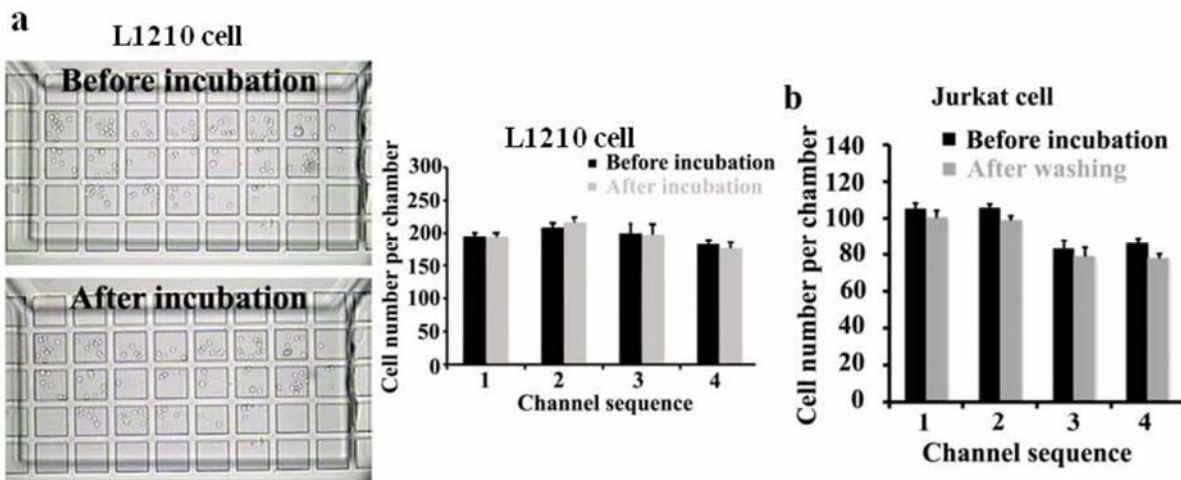 a
L1210 cell
Before incubation
After incubation
L1210 cell
Before incubation
After incubation
Cell number per chamber
300
250
200
150
200
150
100
50
0
1 2 3 4
Channel sequence
b
Jurkat cell
Before incubation
After washing
Cell number per chamber
140
120
100
80
60
40
20
0
1 2 3 4
Channel sequence